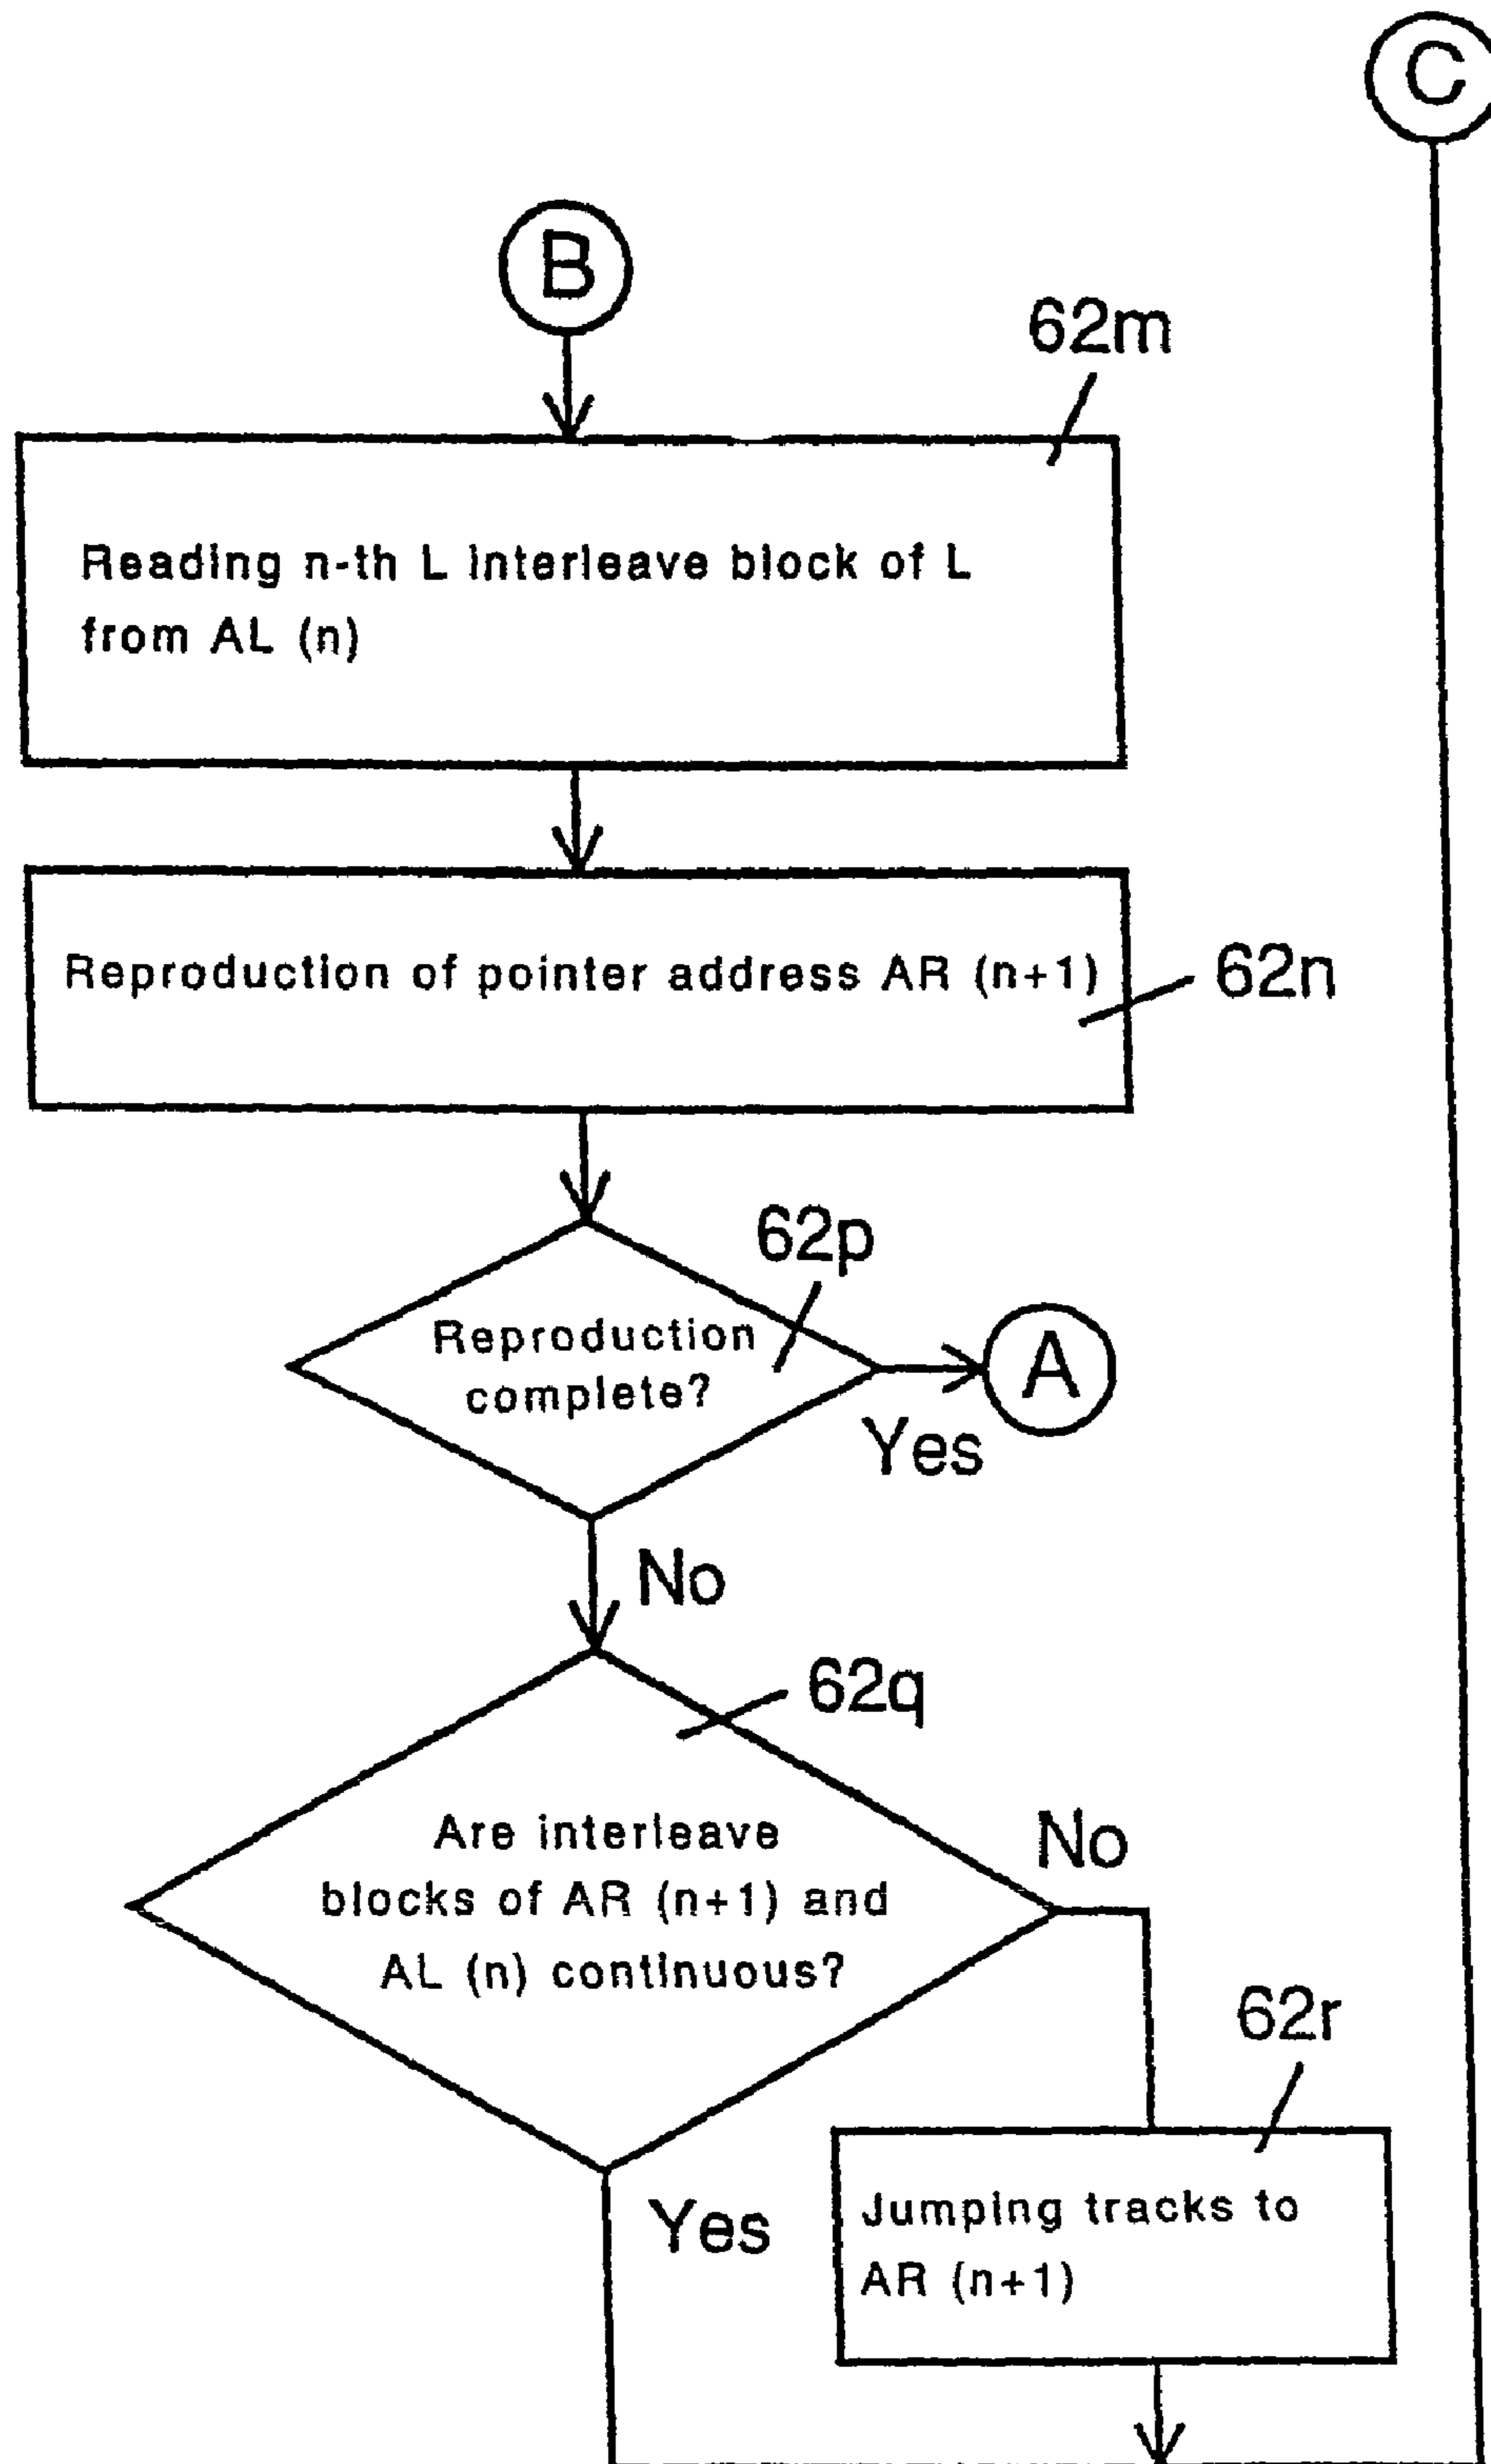 C
B
62m
Reading n-th L interleave block of L
from AL (n)
Reproduction of pointer address AR (n+1)
62n
62p
Reproduction
complete?
A
Yes
No
62q
Are interleave
blocks of AR (n+1) and
AL (n) continuous?
No
62r
Yes
Jumping tracks to
AR (n+1)